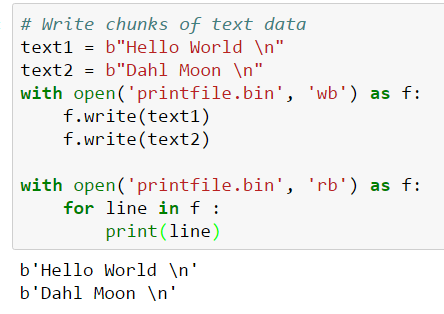 # Write chunks of text data
text1 = b"Hello World \n"
text2 = b"Dahl Moon \n"
with open('printfile.bin', 'wb') as f:
    f.write(text1)
    f.write(text2)

with open('printfile.bin', 'rb') as f:
    for line in f :
        print(line)
b'Hello World \n'
b'Dahl Moon \n'